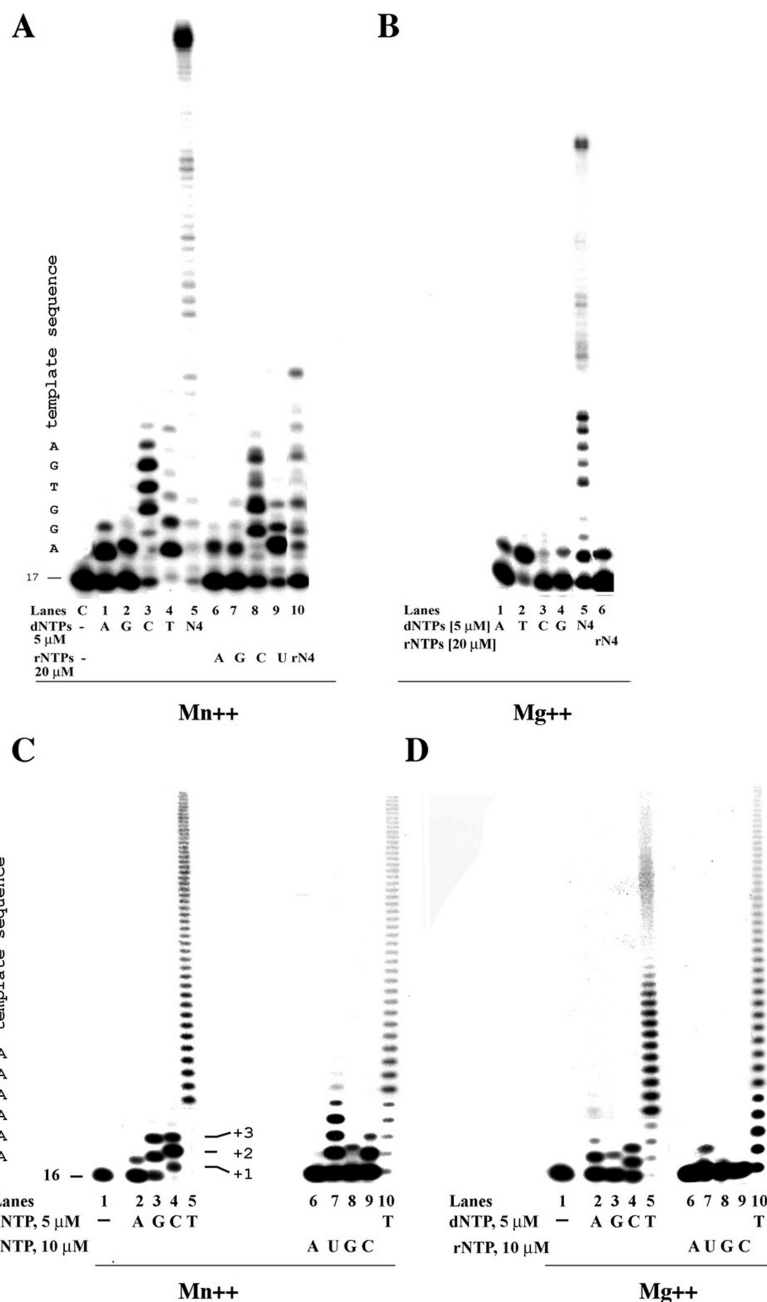 A
B
template sequence
A
G
T
G
G
A
17
Lanes C 1 2 3 4 5 6 7 8 9 10
dNTPs - A G C T N4
5 μM
rNTPs - A G C U rN4
20 μM
Mn++
Lanes 1 2 3 4 5 6
dNTPs [5 μM] A T C G N4
rNTPs [20 μM] rN4
Mg++
C
D
template sequence
A
A
A
A
A
A
16
+3
+2
+1
Lanes 1 2 3 4 5 6 7 8 9 10
NTP, 5 μM – A G C T T
NTP, 10 μM A U G C
Mn++
Lanes 1 2 3 4 5 6 7 8 9 10
dNTP, 5 μM – A G C T T
rNTP, 10 μM A U G C
Mg++